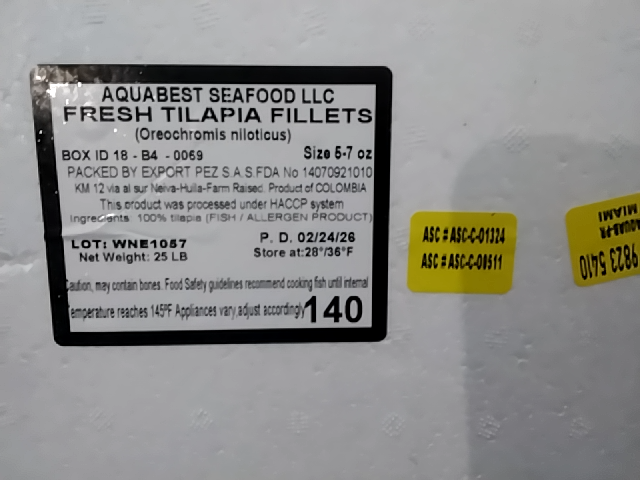 AQUABEST SEAFOOD LLC
FRESH TILAPIA FILLETS
(Oreochromis niloticus)
BOX ID 18 - B4 - 0069 Size 5-7 oz
PACKED BY EXPORT PEZ S.A.S.FDA No 14070921010
KM 12 via al sur Neiva-Huila-Farm Raised. Product of COLOMBIA
This product was processed under HACCP system
Ingredients: 100% tilapia (FISH / ALLERGEN PRODUCT)
LOT: WNE1057 P. D. 02/24/26
Net Weight: 25 LB Store at:28°/36°F
Caution, may contain bones. Food Safety guidelines recommend cooking fish until internal
temperature reaches 145ºF Appliances vary,adjust accordingly 140
ASC # ASC-C-01324
ASC # ASC-C-08511
MIAMI
9823 5410